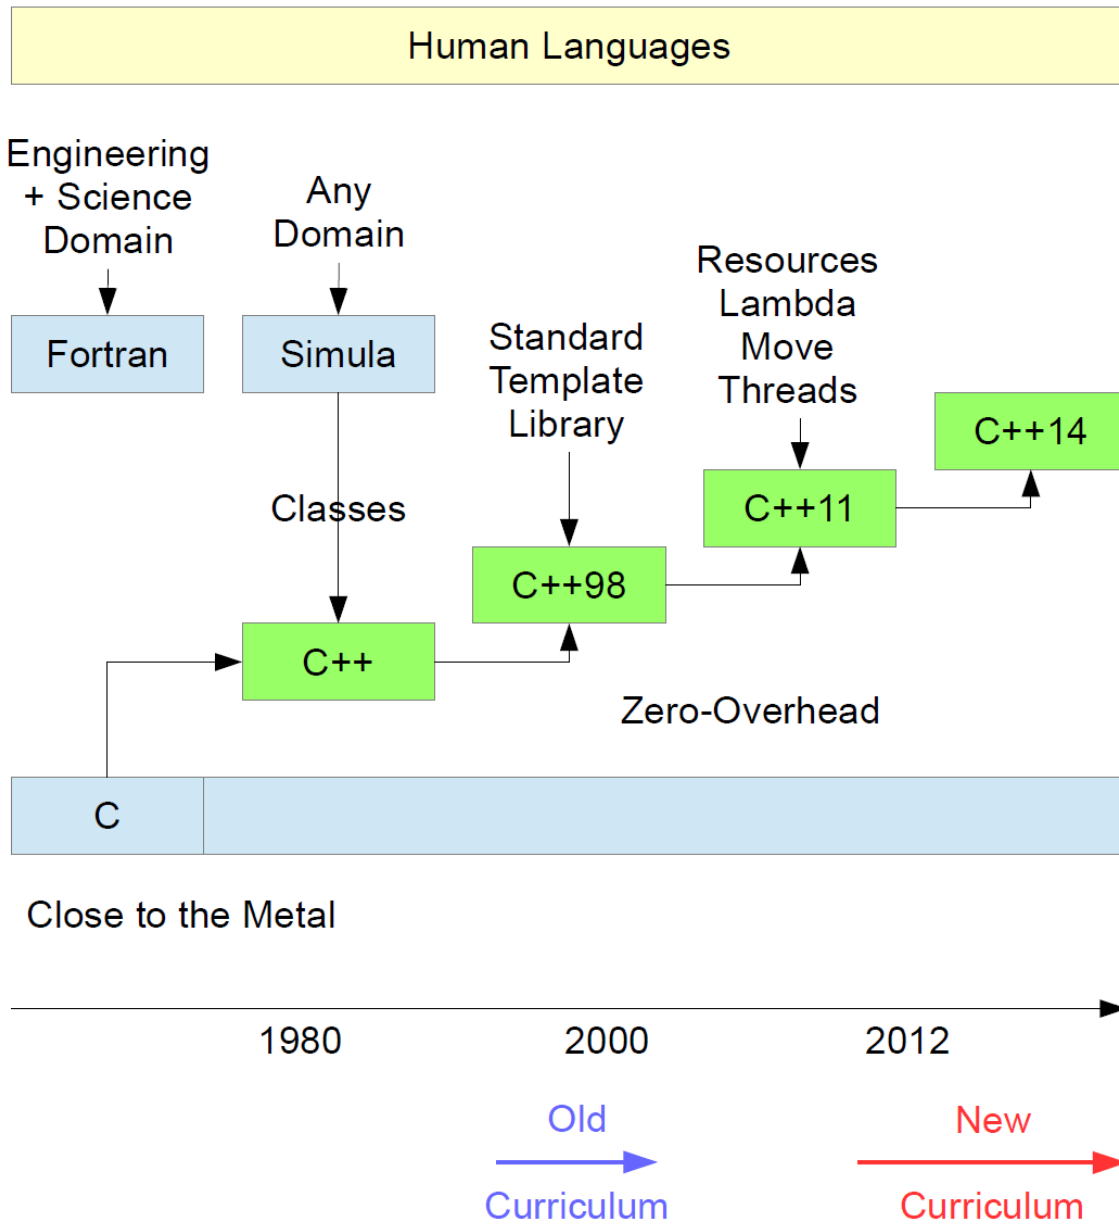 Human Languages
Engineering
+ Science
Domain
Any
Domain
Resources
Lambda
Move
Threads
Fortran
Simula
Standard
Template
Library
C++14
Classes
C++11
C++98
C++
Zero-Overhead
C
Close to the Metal
1980
2000
2012
Old
Curriculum
New
Curriculum